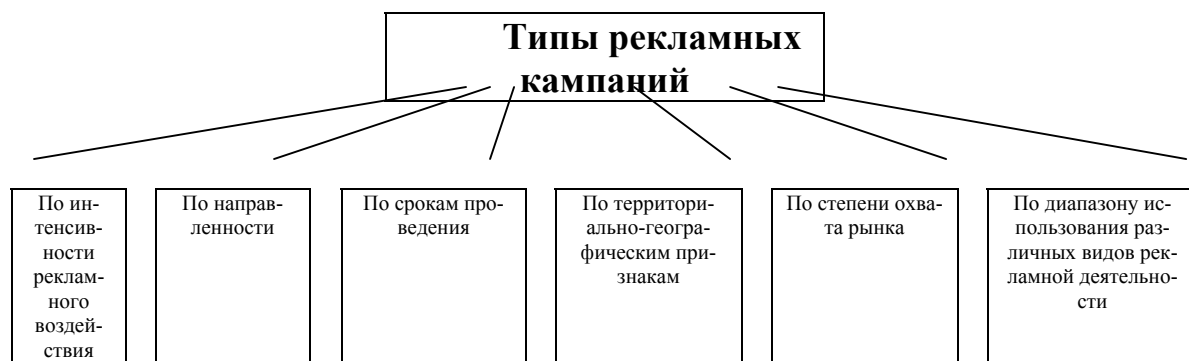 Типы рекламных
кампаний
По ин-
тенсив-
ности
реклам-
ного
воздей-
ствия
По направ-
ленности
По срокам про-
ведения
По территори-
ально-геогра-
фическим при-
знакам
По степени охва-
та рынка
По диапазону ис-
пользования раз-
личных видов рек-
ламной деятельно-
сти